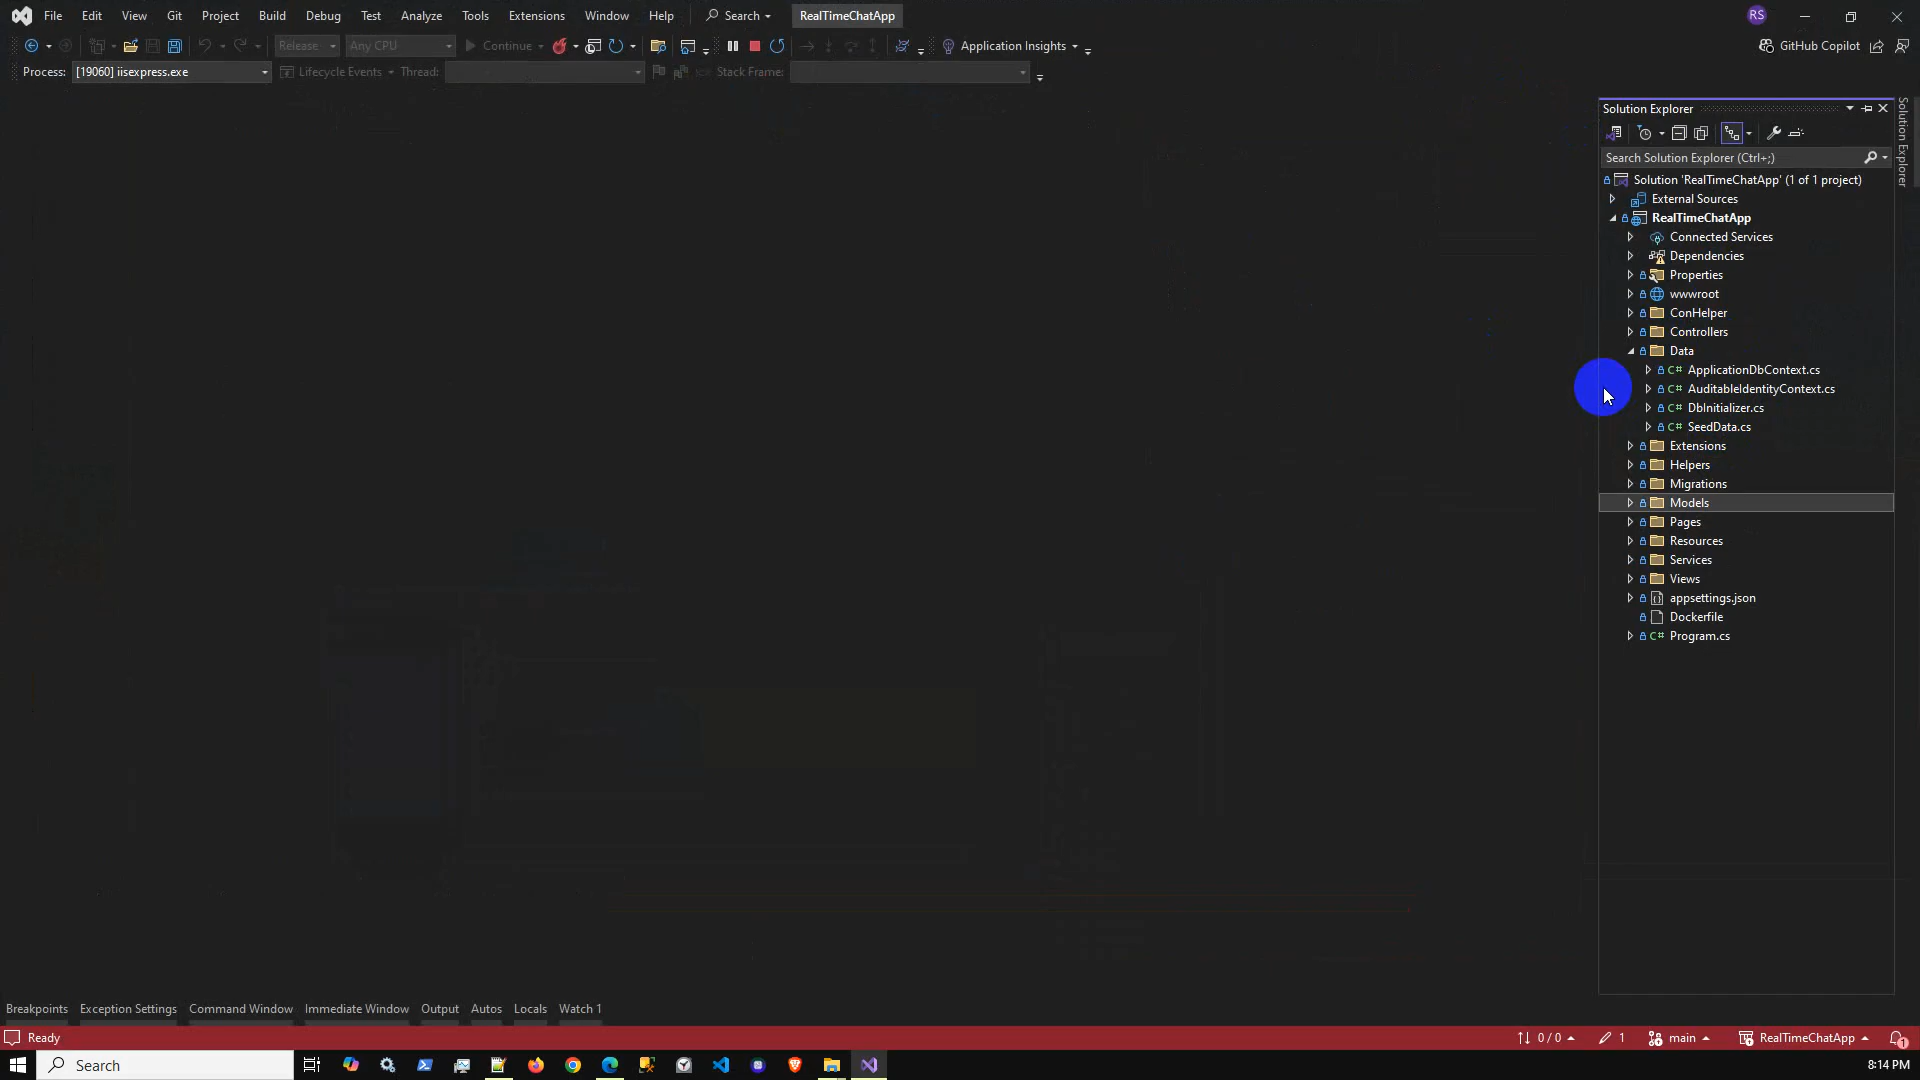 File Edit View Git Project Build Debug Test Analyze Tools Extensions Window Help Search RealTimeChatApp RS
Release Any CPU Continue Application Insights GitHub Copilot
Process: [19060] iisexpress.exe Lifecycle Events Thread: Stack Frame:
Solution Explorer
Solution Explorer
Search Solution Explorer (Ctrl+;)
Solution 'RealTimeChatApp' (1 of 1 project)
External Sources
RealTimeChatApp
Connected Services
Dependencies
Properties
wwwroot
ConHelper
Controllers
Data
C# ApplicationDbContext.cs
C# AuditableIdentityContext.cs
C# DbInitializer.cs
C# SeedData.cs
Extensions
Helpers
Migrations
Models
Pages
Resources
Services
Views
appsettings.json
Dockerfile
C# Program.cs
Breakpoints Exception Settings Command Window Immediate Window Output Autos Locals Watch 1
Ready 0 / 0 1 main RealTimeChatApp 1
Search 8:14 PM